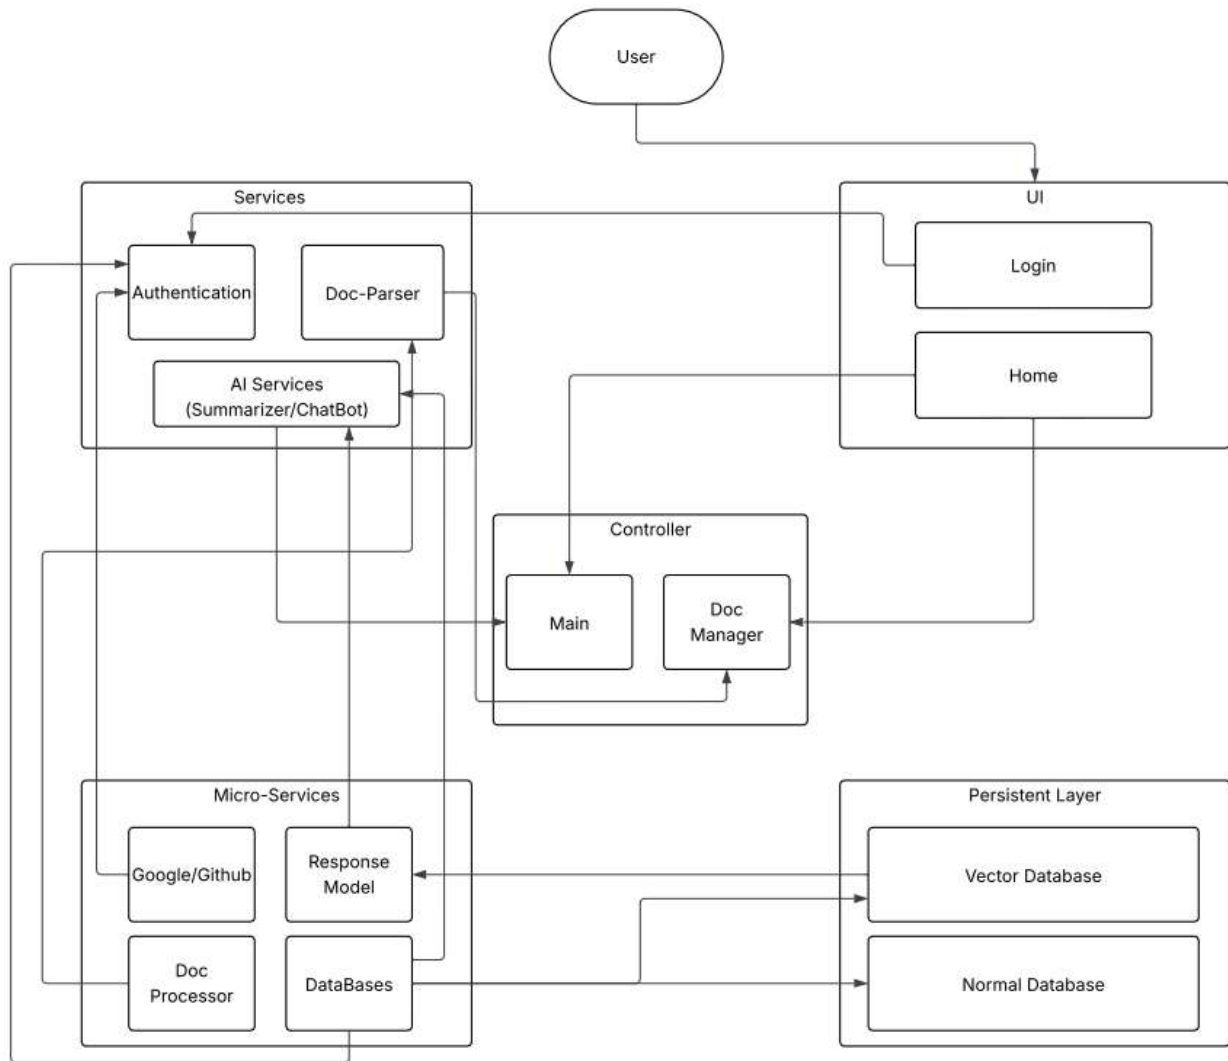 User
Services
UI
Authentication
Doc-Parser
Login
AI Services
(Summarizer/ChatBot)
Home
Controller
Main
Doc
Manager
Micro-Services
Persistent Layer
Google/Github
Response
Model
Vector Database
Doc
Processor
DataBases
Normal Database